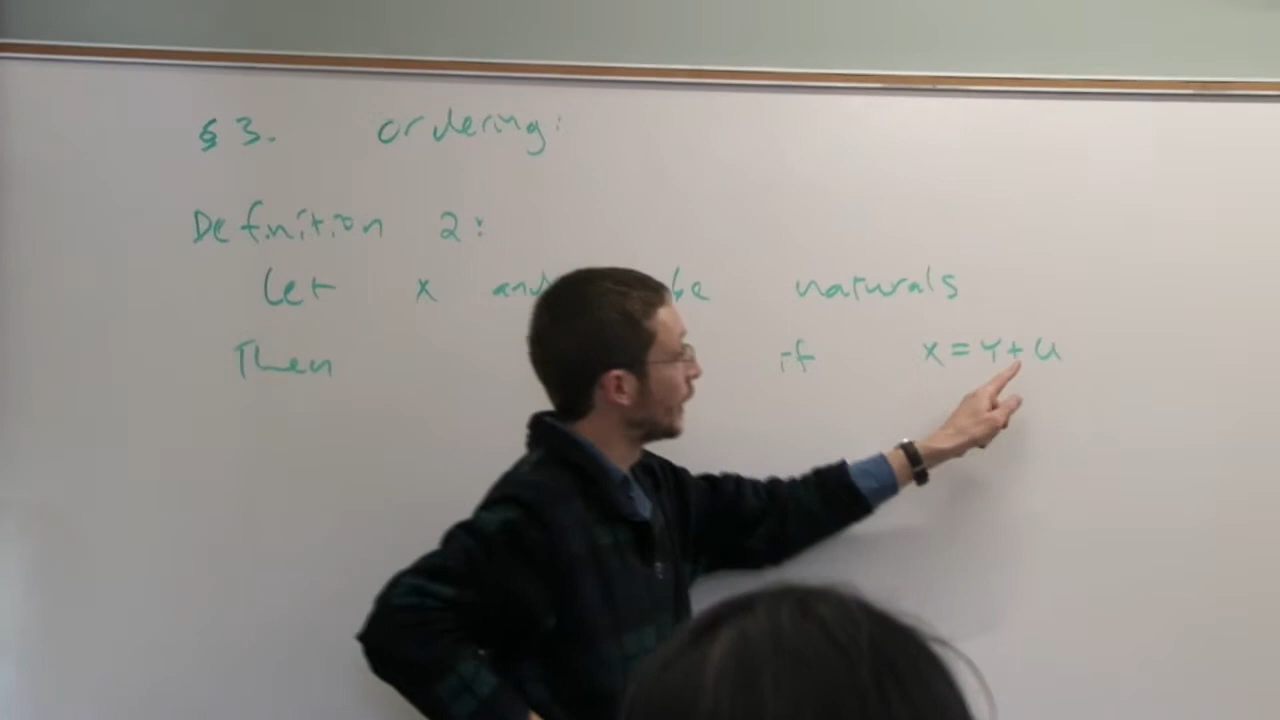 § 3. ordering:
Definition 2:
Let x and be naturals
Then if x = y + u